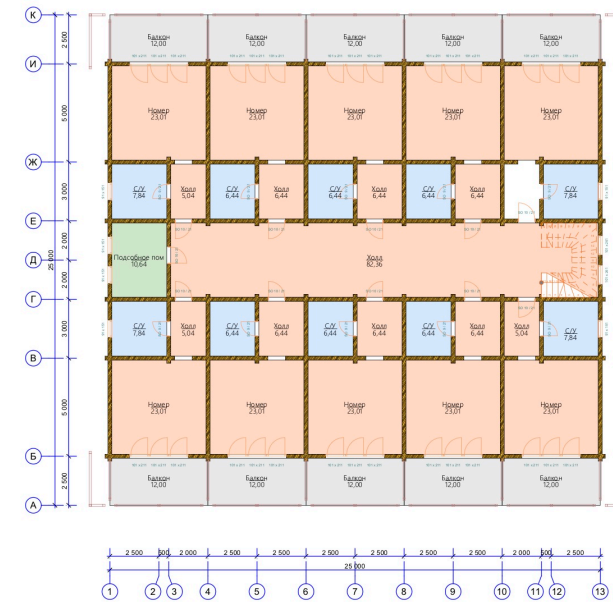 К
Балкон
12,00
Балкон
12,00
Балкон
12,00
Балкон
12,00
Балкон
12,00
2 500
И
Номер
23,01
Номер
23,01
Номер
23,01
Номер
23,01
Номер
23,01
5 000
Ж
С/У
7,84
Холл
5,04
С/У
6,44
Холл
6,44
С/У
6,44
Холл
6,44
С/У
6,44
Холл
6,44
С/У
7,84
3 000
Е
2 000
25 000
Д
Подсобное пом
10,64
Холл
82,36
2 000
Г
С/У
7,84
Холл
5,04
С/У
6,44
Холл
6,44
С/У
6,44
Холл
6,44
С/У
6,44
Холл
6,44
Холл
5,04
С/У
7,84
3 000
В
Номер
23,01
Номер
23,01
Номер
23,01
Номер
23,01
Номер
23,01
5 000
Б
Балкон
12,00
Балкон
12,00
Балкон
12,00
Балкон
12,00
Балкон
12,00
2 500
А
2 500 500 2 000 2 500 2 500 2 500 2 500 2 500 2 500 2 000 500 2 500
25 000
1 2 3 4 5 6 7 8 9 10 11 12 13